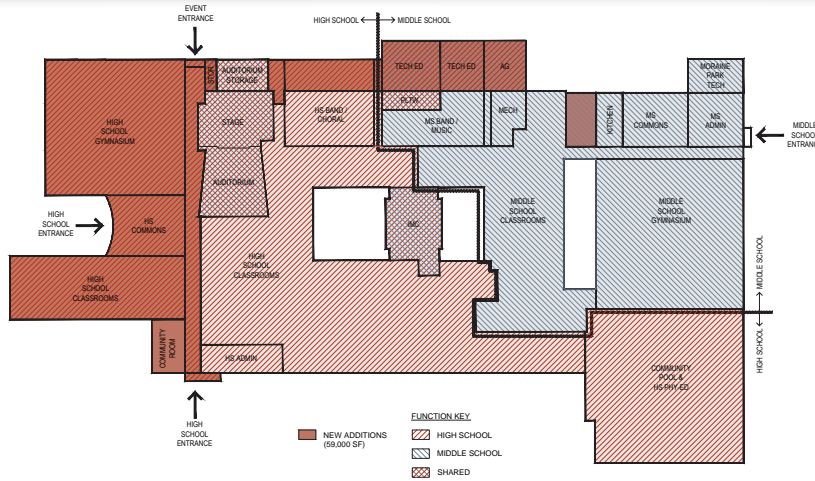 EVENT
ENTRANCE
HIGH SCHOOL
MIDDLE SCHOOL
STOR
AUDITORIUM
STORAGE
TECH ED
TECH ED
AG
MORAINE
PARK
TECH
HIGH
SCHOOL
GYMNASIUM
STAGE
HS BAND /
CHORAL
PLTW
MS BAND /
MUSIC
MECH
KITCHEN
MS
COMMONS
MS
ADMIN
MIDDLE
SCHOOL
ENTRANCE
AUDITORIUM
HIGH
SCHOOL
ENTRANCE
HS
COMMONS
IMC
MIDDLE
SCHOOL
CLASSROOMS
MIDDLE
SCHOOL
GYMNASIUM
HIGH
SCHOOL
CLASSROOMS
HIGH
SCHOOL
CLASSROOMS
MIDDLE SCHOOL
HIGH SCHOOL
COMMUNITY
ROOM
HS ADMIN
COMMUNITY
POOL &
HS PHY-ED
HIGH
SCHOOL
ENTRANCE
FUNCTION KEY
NEW ADDITIONS
(59,000 SF)
HIGH SCHOOL
MIDDLE SCHOOL
SHARED